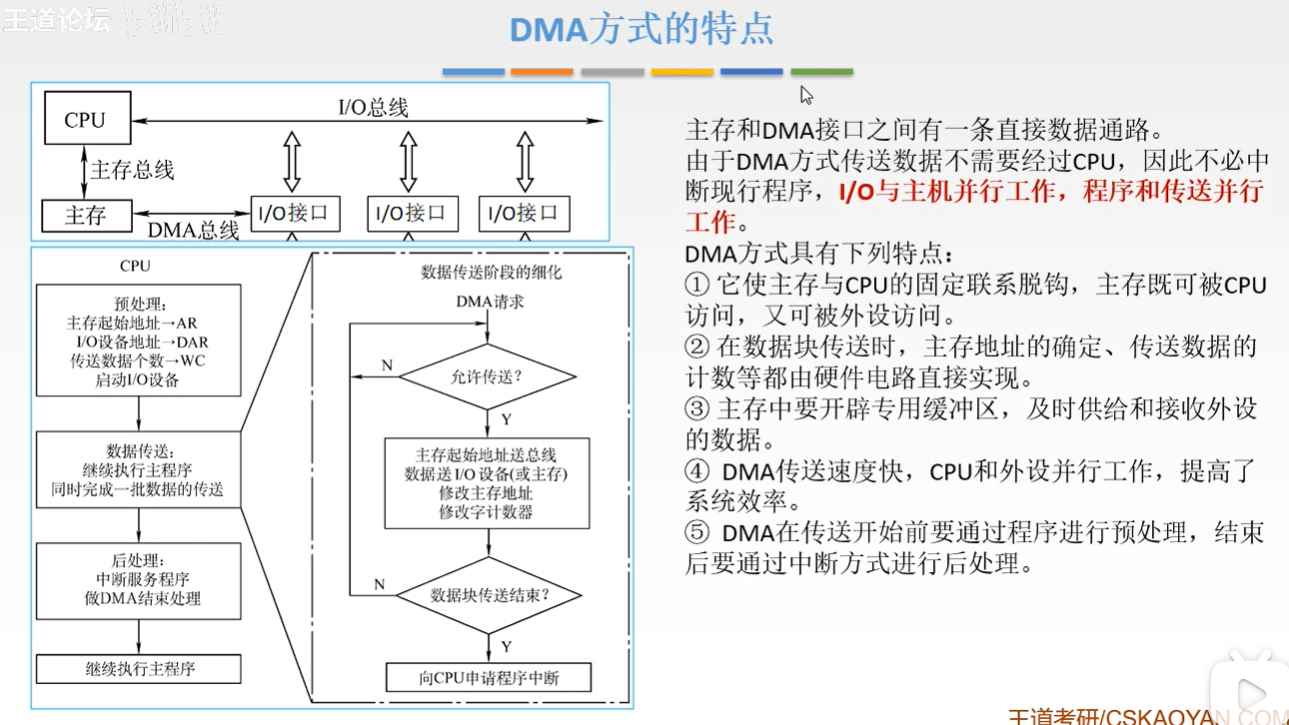 王道论坛
DMA方式的特点
CPU
I/O总线
主存总线
主存
DMA总线
I/O接口
I/O接口
I/O接口
CPU
预处理:
主存起始地址→AR
I/O设备地址→DAR
传送数据个数→WC
启动I/O设备
数据传送:
继续执行主程序
同时完成一批数据的传送
后处理:
中断服务程序
做DMA结束处理
继续执行主程序
数据传送阶段的细化
DMA请求
允许传送?
N
Y
主存起始地址送总线
数据送 I/O 设备(或主存)
修改主存地址
修改字计数器
数据块传送结束?
N
Y
向CPU申请程序中断
主存和DMA接口之间有一条直接数据通路。
由于DMA方式传送数据不需要经过CPU，因此不必中
断现行程序，I/O与主机并行工作，程序和传送并行
工作。
DMA方式具有下列特点：
① 它使主存与CPU的固定联系脱钩，主存既可被CPU
访问，又可被外设访问。
② 在数据块传送时，主存地址的确定、传送数据的
计数等都由硬件电路直接实现。
③ 主存中要开辟专用缓冲区，及时供给和接收外设
的数据。
④ DMA传送速度快，CPU和外设并行工作，提高了
系统效率。
⑤ DMA在传送开始前要通过程序进行预处理，结束
后要通过中断方式进行后处理。
王道考研/CSKAOYAN.COM